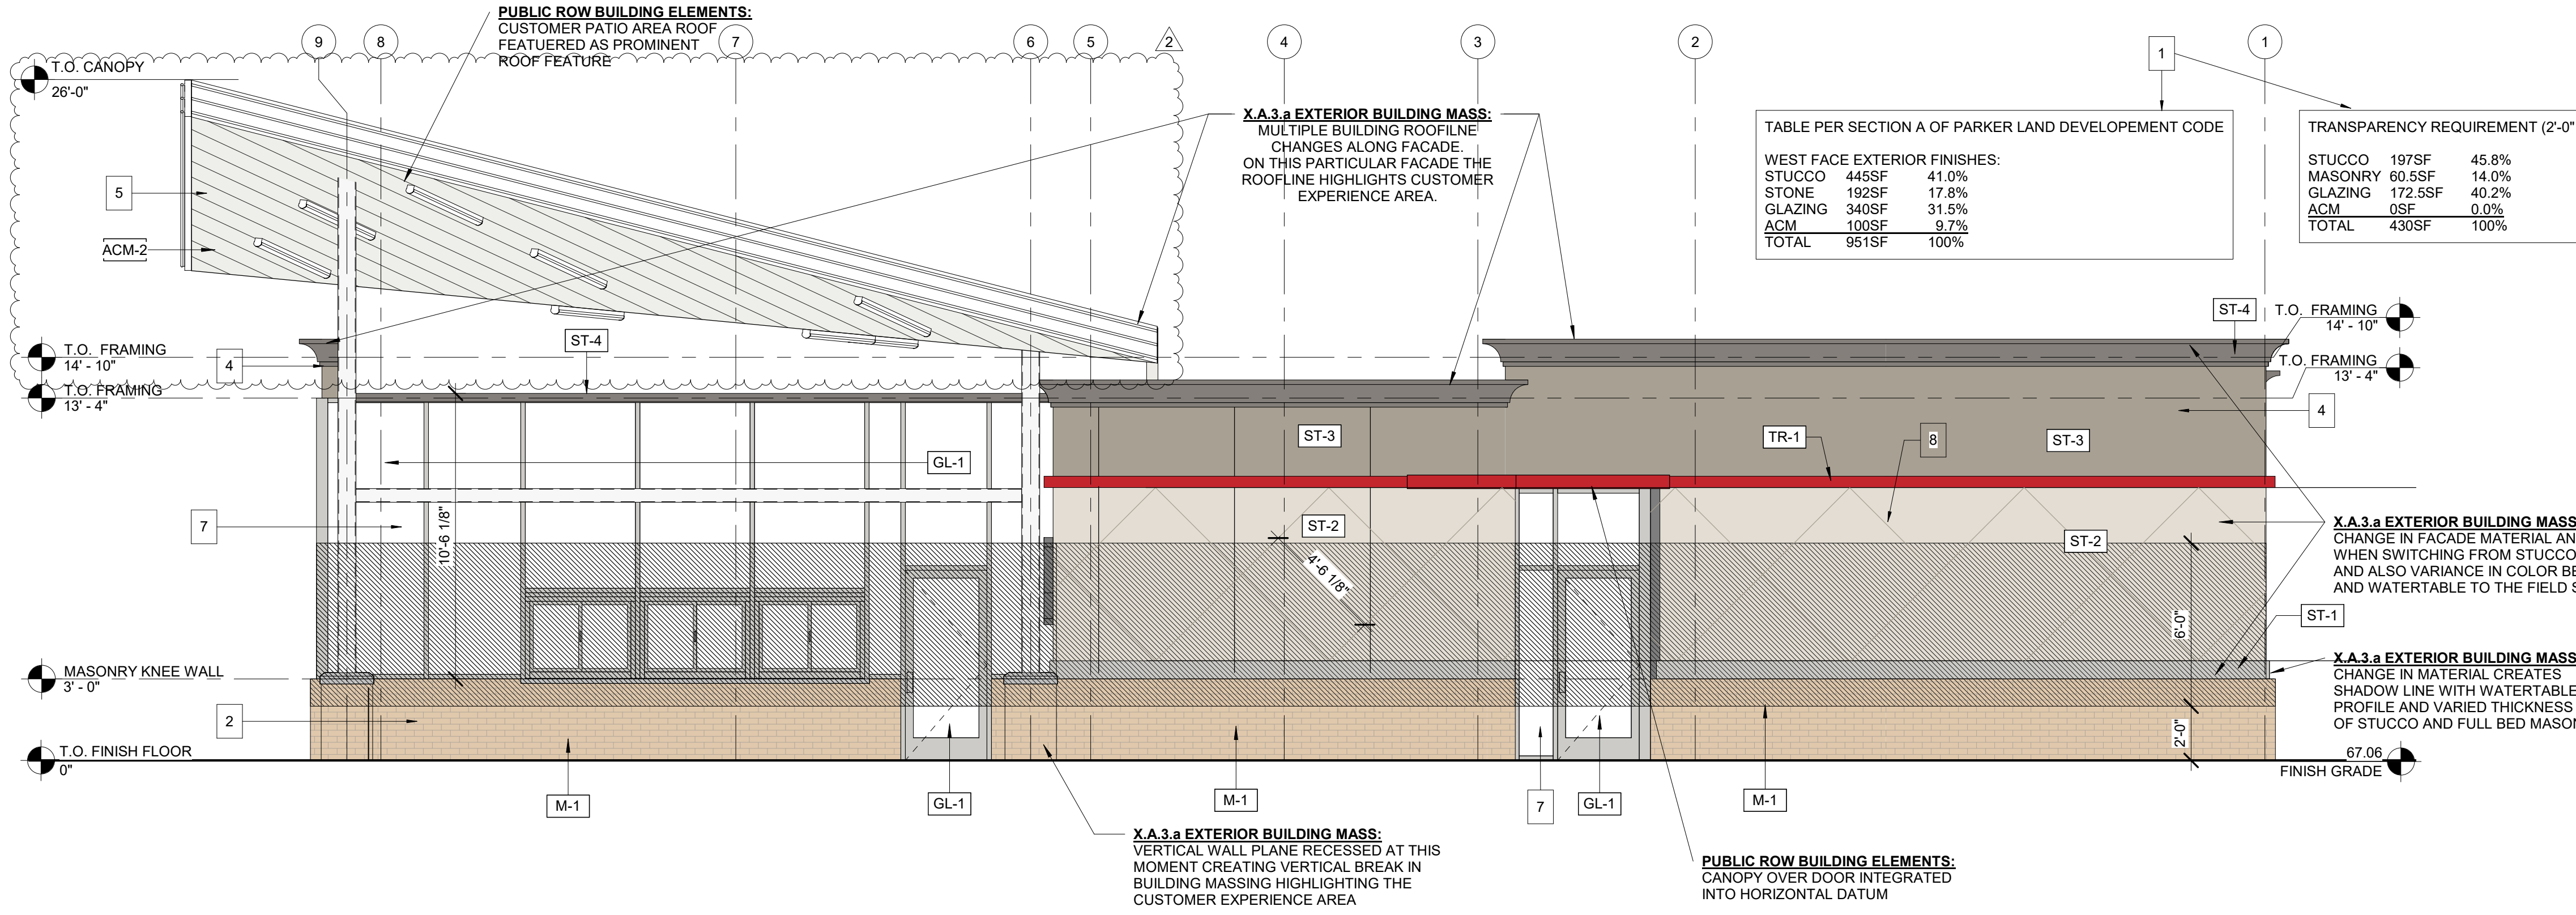 PUBLIC ROW BUILDING ELEMENTS:
CUSTOMER PATIO AREA ROOF
FEATUERED AS PROMINENT
ROOF FEATURE
9
8
7
6
5
2
4
3
2
1
1
T.O. CANOPY
26'-0"
X.A.3.a EXTERIOR BUILDING MASS:
MULTIPLE BUILDING ROOFILNE
CHANGES ALONG FACADE.
ON THIS PARTICULAR FACADE THE
ROOFLINE HIGHLIGHTS CUSTOMER
EXPERIENCE AREA.
TABLE PER SECTION A OF PARKER LAND DEVELOPEMENT CODE
WEST FACE EXTERIOR FINISHES:
STUCCO 445SF 41.0%
STONE 192SF 17.8%
GLAZING 340SF 31.5%
ACM 100SF 9.7%
TOTAL 951SF 100%
TRANSPARENCY REQUIREMENT (2'-0"
STUCCO 197SF 45.8%
MASONRY 60.5SF 14.0%
GLAZING 172.5SF 40.2%
ACM 0SF 0.0%
TOTAL 430SF 100%
5
ACM-2
ST-4
ST-4
T.O. FRAMING
14' - 10"
T.O. FRAMING
13' - 4"
T.O. FRAMING
14' - 10"
T.O. FRAMING
13' - 4"
4
4
ST-3
TR-1
8
ST-3
GL-1
7
10'-6 1/8"
ST-2
4'-6 1/8"
ST-2
6'-0"
2'-0"
X.A.3.a EXTERIOR BUILDING MASS
CHANGE IN FACADE MATERIAL AN
WHEN SWITCHING FROM STUCCO
AND ALSO VARIANCE IN COLOR BE
AND WATERTABLE TO THE FIELD S
ST-1
X.A.3.a EXTERIOR BUILDING MASS
CHANGE IN MATERIAL CREATES
SHADOW LINE WITH WATERTABLE
PROFILE AND VARIED THICKNESS
OF STUCCO AND FULL BED MASON
MASONRY KNEE WALL
3' - 0"
2
T.O. FINISH FLOOR
0"
67.06
FINISH GRADE
M-1
GL-1
M-1
7
GL-1
M-1
X.A.3.a EXTERIOR BUILDING MASS:
VERTICAL WALL PLANE RECESSED AT THIS
MOMENT CREATING VERTICAL BREAK IN
BUILDING MASSING HIGHLIGHTING THE
CUSTOMER EXPERIENCE AREA
PUBLIC ROW BUILDING ELEMENTS:
CANOPY OVER DOOR INTEGRATED
INTO HORIZONTAL DATUM